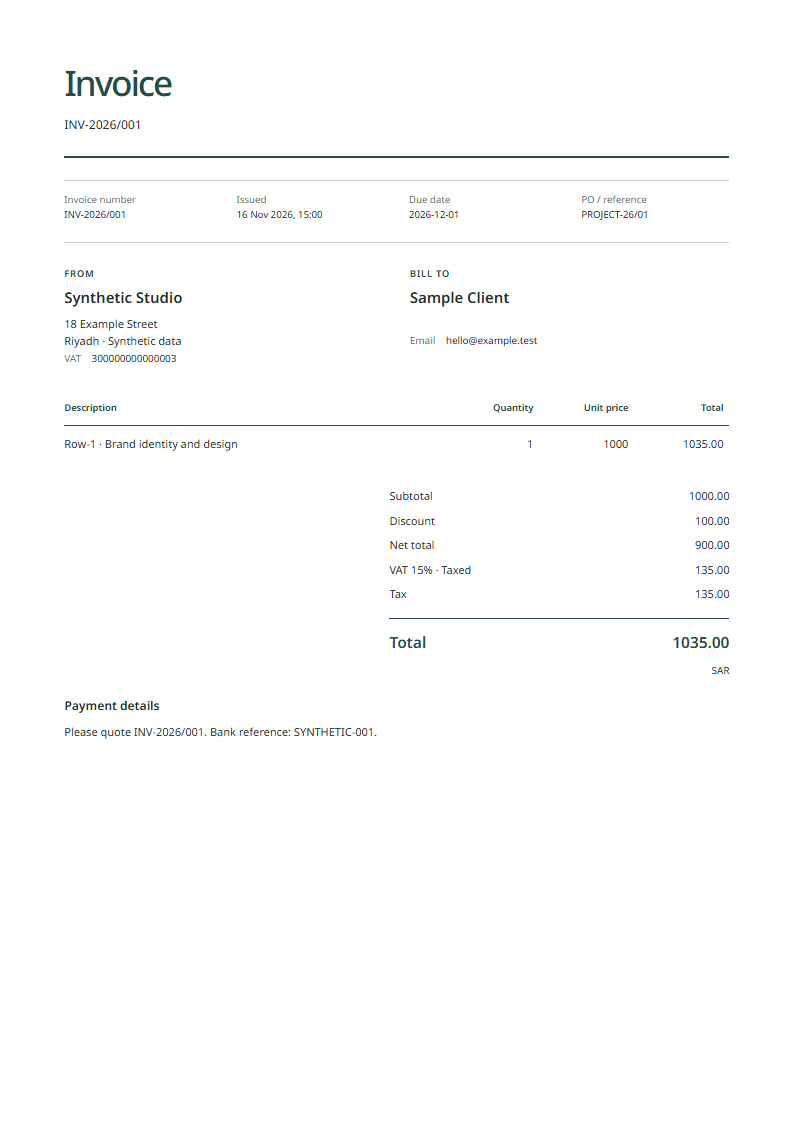 Invoice
INV-2026/001
Invoice number Issued Due date PO / reference
INV-2026/001 16 Nov 2026, 15:00 2026-12-01 PROJECT-26/01
FROM BILL TO
Synthetic Studio Sample Client
18 Example Street
Riyadh · Synthetic data Email hello@example.test
VAT 300000000000003
Description Quantity Unit price Total
Row-1 · Brand identity and design 1 1000 1035.00
Subtotal 1000.00
Discount 100.00
Net total 900.00
VAT 15% · Taxed 135.00
Tax 135.00
Total 1035.00
SAR
Payment details
Please quote INV-2026/001. Bank reference: SYNTHETIC-001.